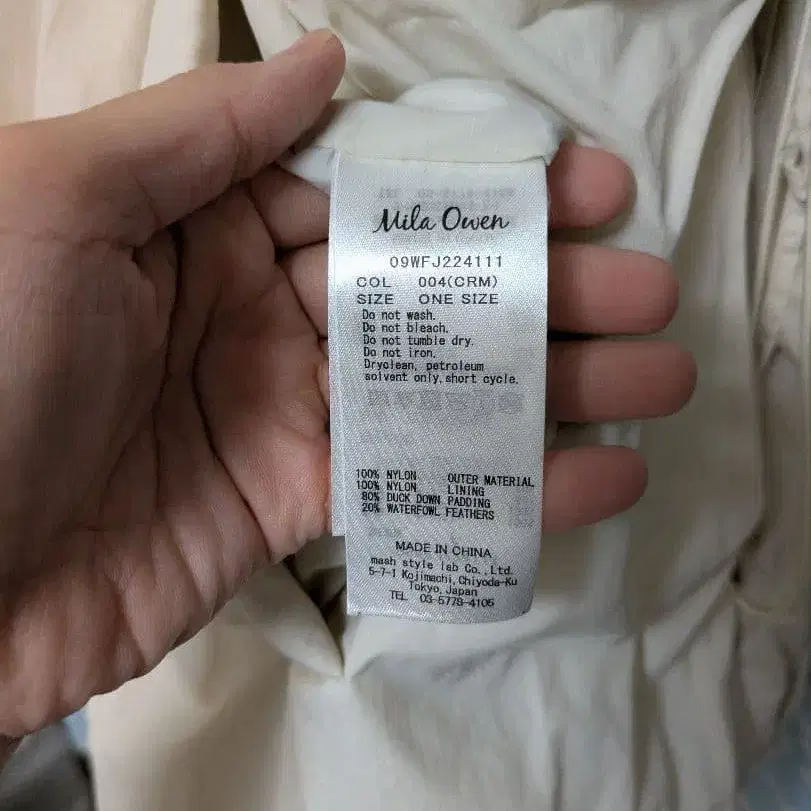 Mila Owen
09WFJ224111
COL 004(CRM)
SIZE ONE SIZE
Do not wash.
Do not bleach.
Do not tumble dry.
Do not iron.
Dryclean, petroleum
solvent only, short cycle.
100% NYLON OUTER MATERIAL
100% NYLON LINING
80% DUCK DOWN PADDING
20% WATERFOWL FEATHERS
MADE IN CHINA
mash style lab Co., Ltd.
5-7-1 Kojimachi, Chiyoda-Ku
Tokyo, Japan
TEL 03-5778-4105